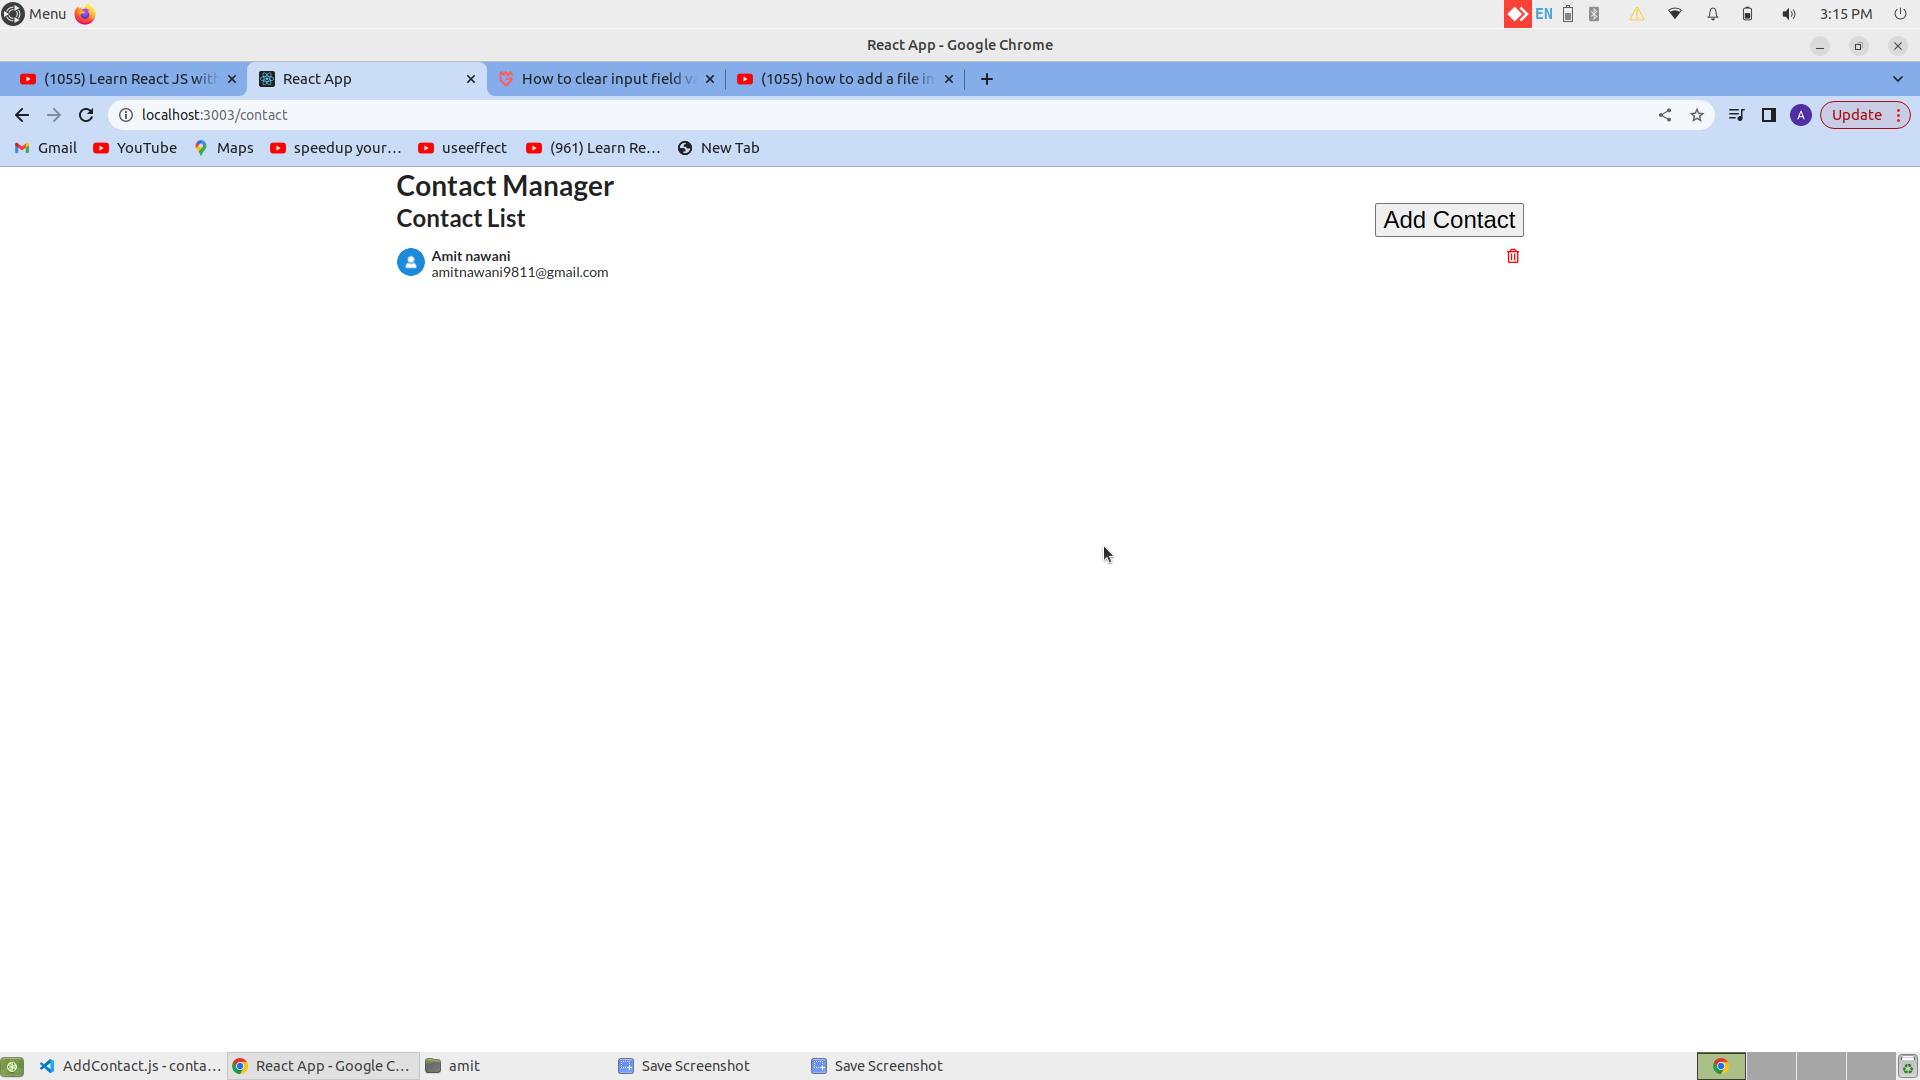 Menu
EN
3:15 PM
React App - Google Chrome
(1055) Learn React JS with
React App
How to clear input field va
(1055) how to add a file in
localhost:3003/contact
A
Update
Gmail
YouTube
Maps
speedup your...
useeffect
(961) Learn Re...
New Tab
Contact Manager
Contact List
Add Contact
Amit nawani
amitnawani9811@gmail.com
AddContact.js - conta...
React App - Google C...
amit
Save Screenshot
Save Screenshot